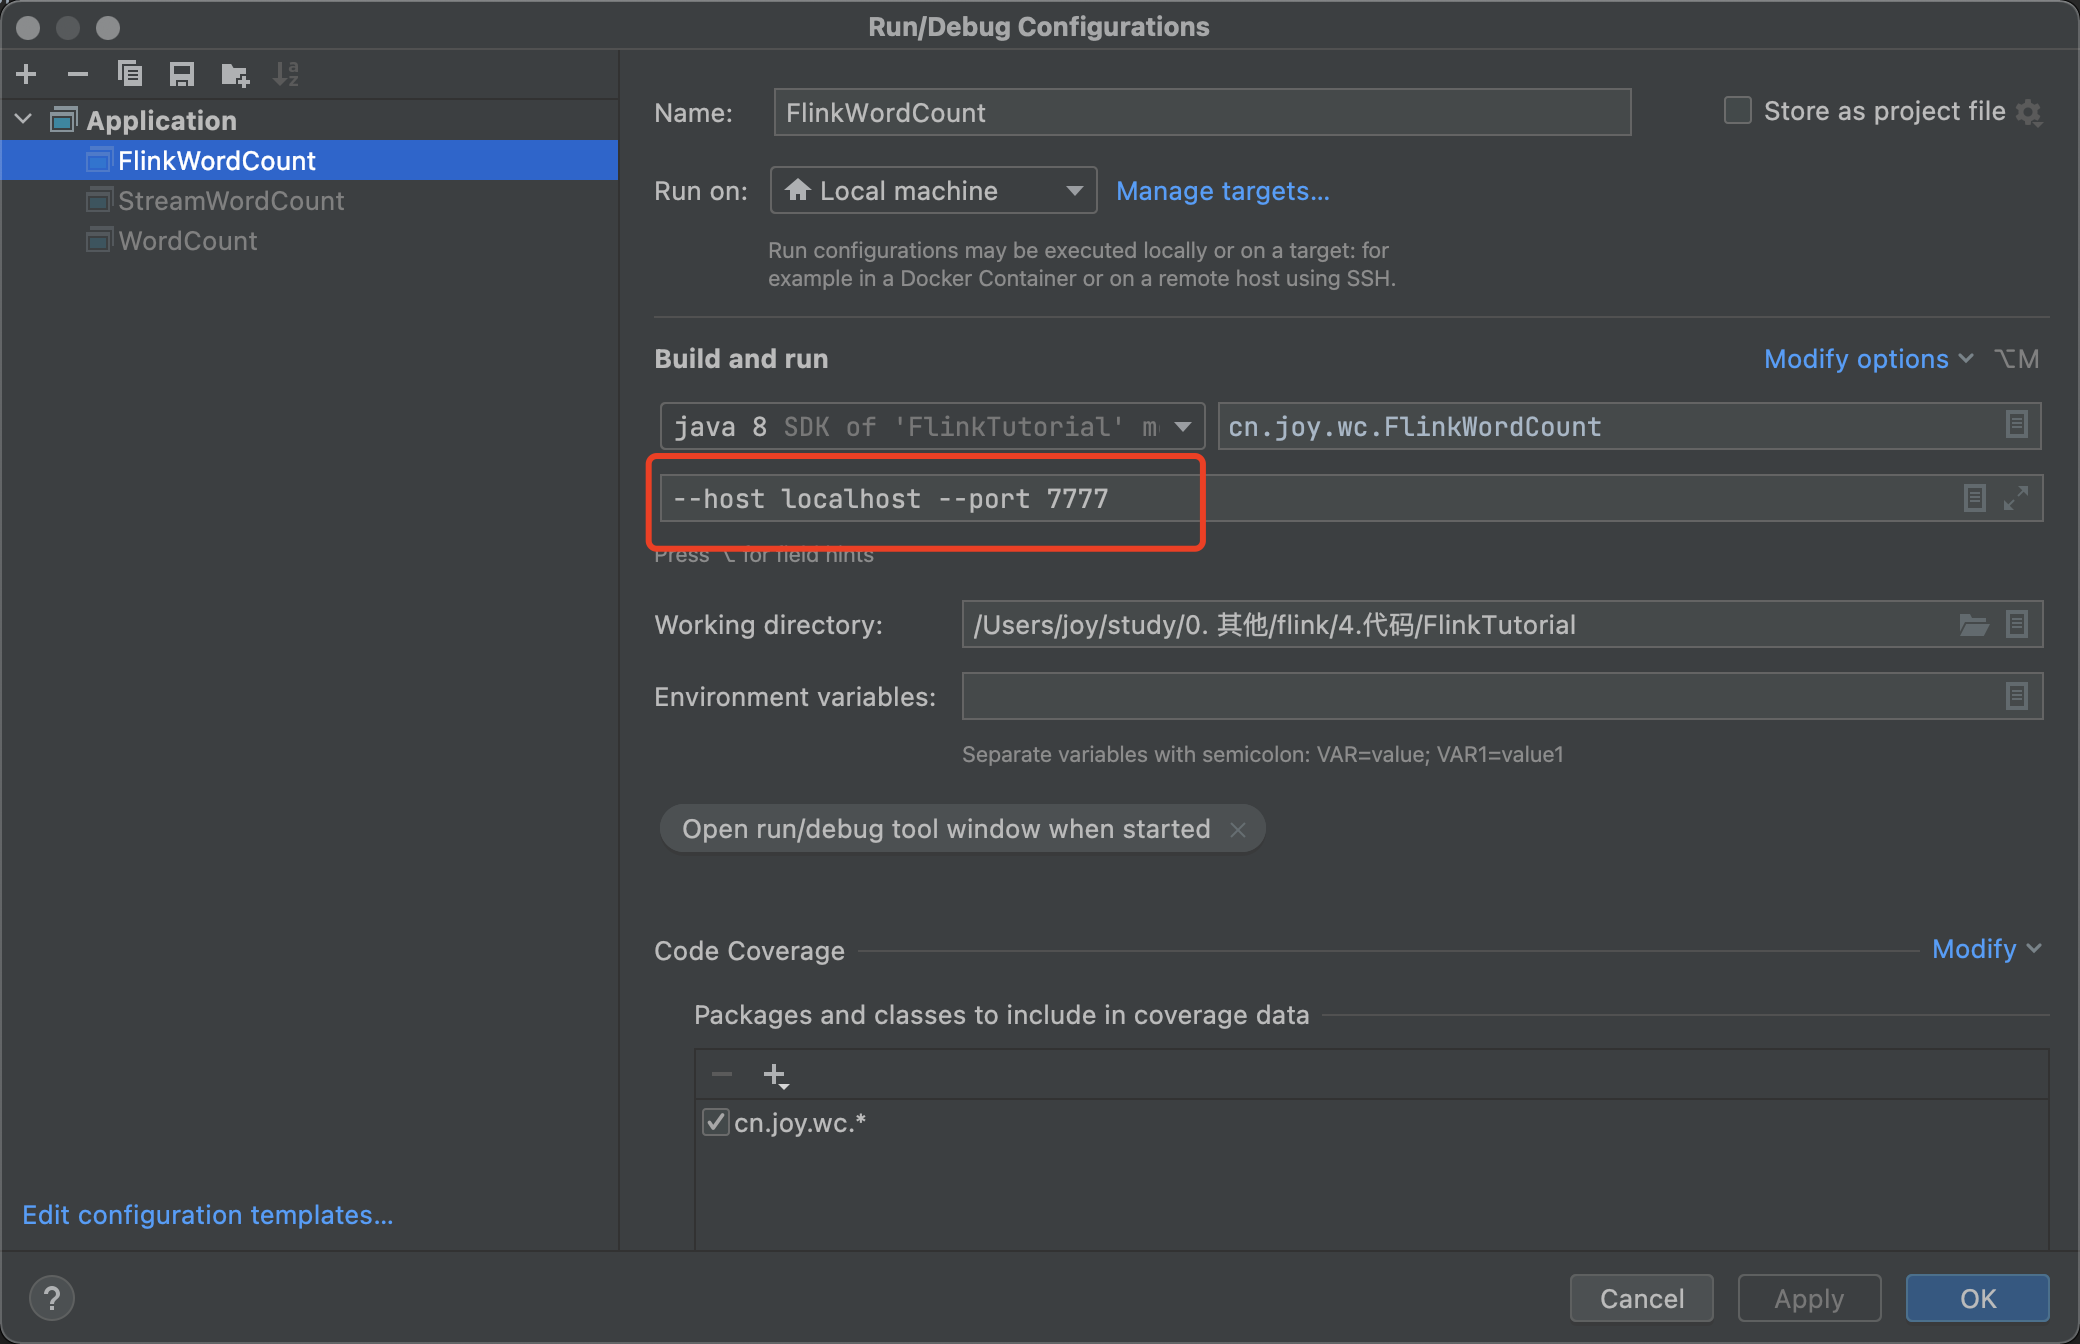 Run/Debug Configurations
Application
FlinkWordCount
StreamWordCount
WordCount
Edit configuration templates...
Name: FlinkWordCount Store as project file
Run on: Local machine Manage targets...
Run configurations may be executed locally or on a target: for
example in a Docker Container or on a remote host using SSH.
Build and run Modify options ⌥M
java 8 SDK of 'FlinkTutorial' m cn.joy.wc.FlinkWordCount
--host localhost --port 7777
Press ⌥ for field hints
Working directory: /Users/joy/study/0. 其他/flink/4.代码/FlinkTutorial
Environment variables:
Separate variables with semicolon: VAR=value; VAR1=value1
Open run/debug tool window when started
Code Coverage Modify
Packages and classes to include in coverage data
cn.joy.wc.*
? Cancel Apply OK